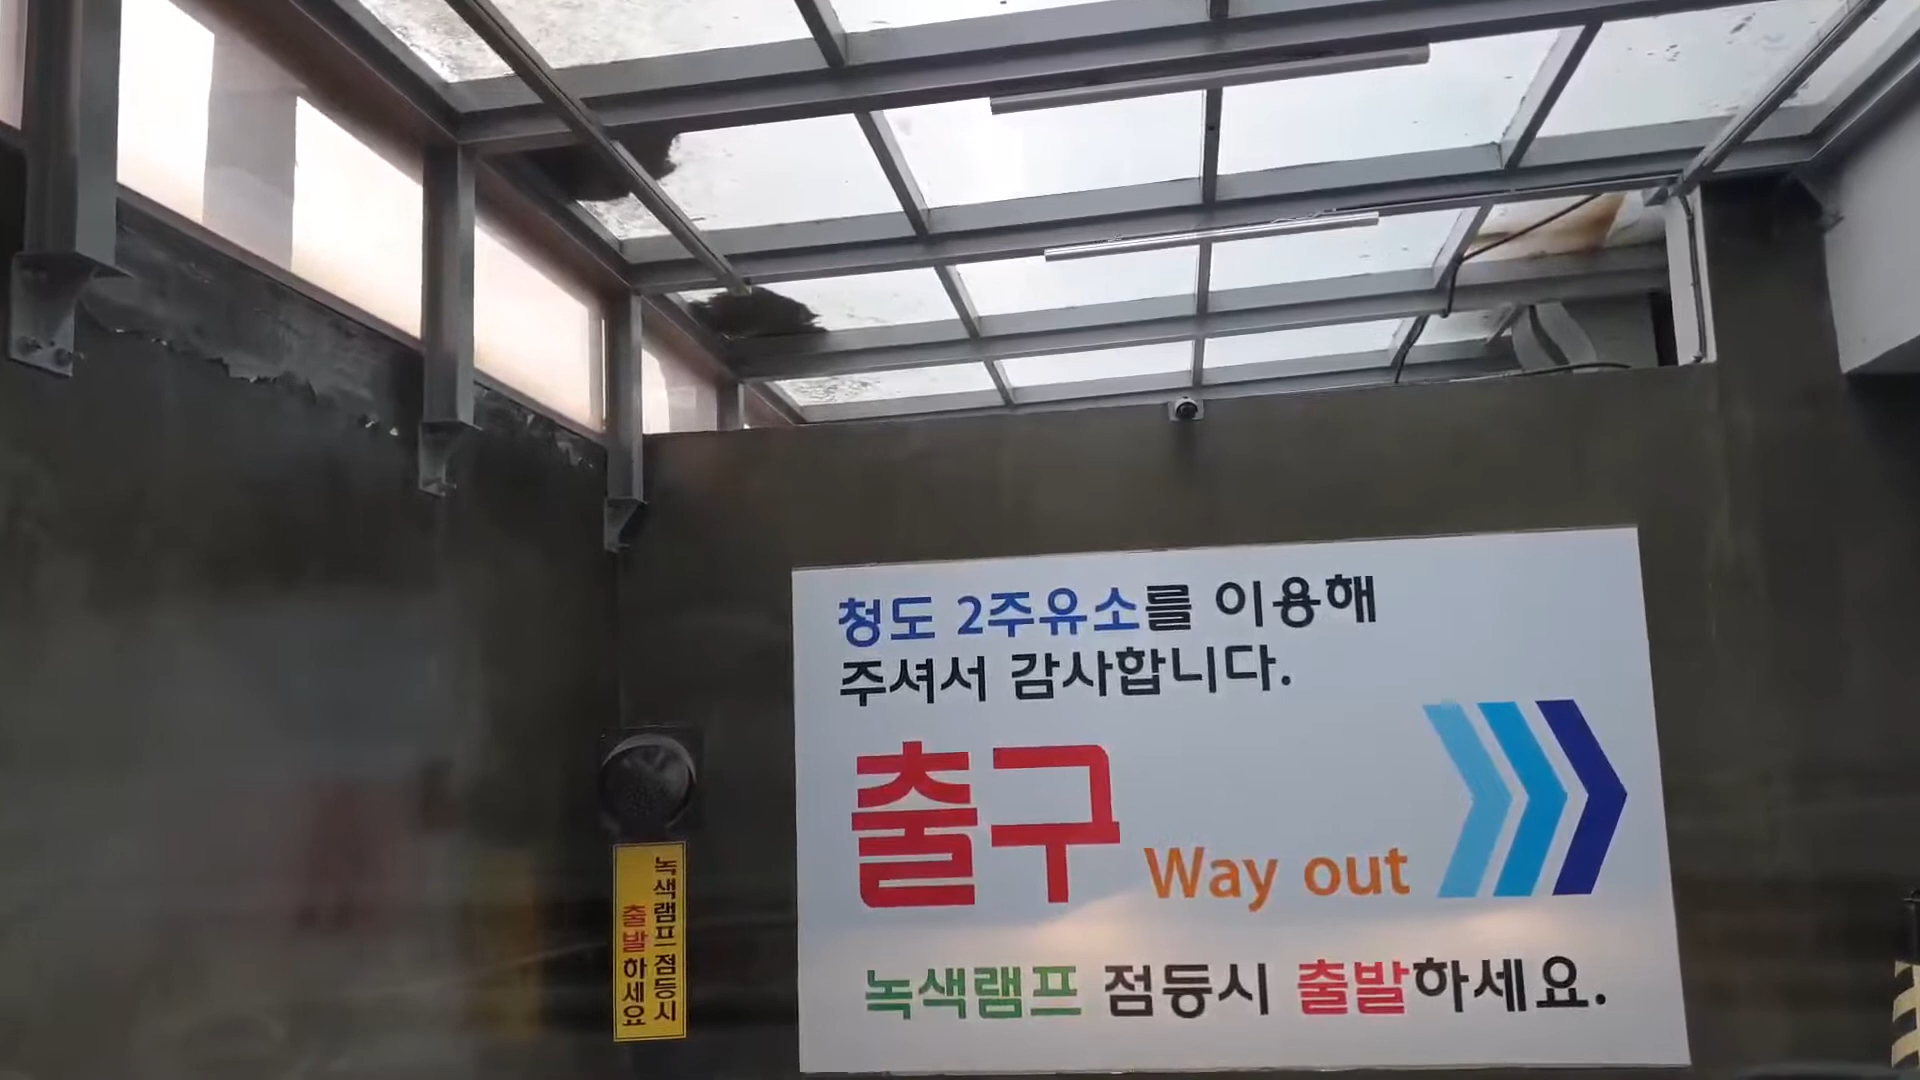 청도 2주유소를 이용해
주셔서 감사합니다.
출구 Way out
녹색램프 점등시 출발하세요.
녹색램프 점등시
출발하세요